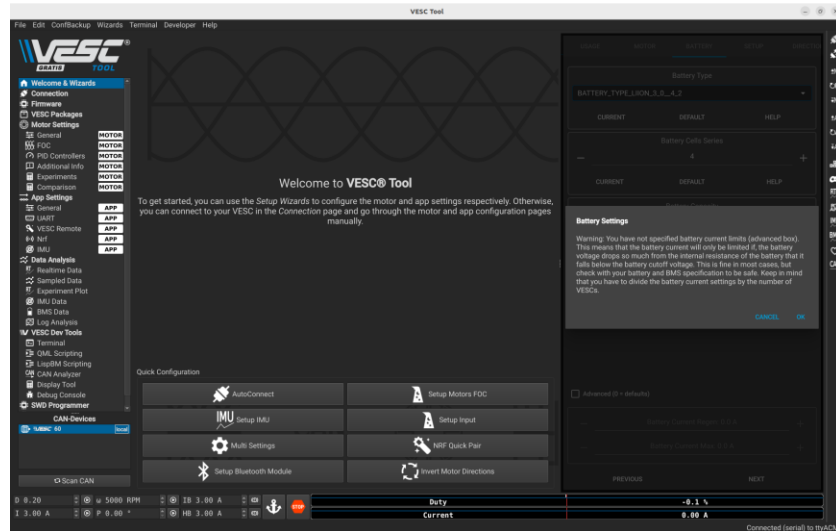 VESC Tool
File Edit ConfBackup Wizards Terminal Developer Help
VESC®
GRATIS TOOL
Welcome & Wizards
Connection
Firmware
VESC Packages
Motor Settings
General MOTOR
FOC MOTOR
PID Controllers MOTOR
Additional Info MOTOR
Experiments MOTOR
Comparison MOTOR
App Settings
General APP
UART APP
VESC Remote APP
Nrf APP
IMU APP
Data Analysis
Realtime Data
Sampled Data
Experiment Plot
IMU Data
BMS Data
Log Analysis
VESC Dev Tools
Terminal
QML Scripting
LispBM Scripting
CAN Analyzer
Display Tool
Debug Console
SWD Programmer
CAN-Devices
VESC 60 local
Scan CAN
Welcome to VESC® Tool
To get started, you can use the Setup Wizards to configure the motor and app settings respectively. Otherwise,
you can connect to your VESC in the Connection page and go through the motor and app configuration pages
manually.
Quick Configuration
AutoConnect Setup Motors FOC
IMU Setup IMU Setup Input
Multi Settings NRF Quick Pair
Setup Bluetooth Module Invert Motor Directions
USAGE MOTOR BATTERY SETUP
Battery Type
BATTERY_TYPE_LIION_3_0__4_2
CURRENT DEFAULT HELP
Battery Cells Series
— 4 +
CURRENT DEFAULT HELP
Battery Settings
Warning: You have not specified battery current limits (advanced box).
This means that the battery current will only be limited if, the battery
voltage drops so much from the internal resistance of the battery that it
falls below the battery cutoff voltage. This is fine in most cases, but
check with your battery and BMS specification to be safe. Keep in mind
that you have to divide the battery current settings by the number of
VESCs.
CANCEL OK
Advanced (0 = defaults)
PREVIOUS NEXT
D 0.20 ω 5000 RPM IB 3.00 A
I 3.00 A P 0.00 ° HB 3.00 A
STOP
Duty -0.1 %
Current 0.00 A